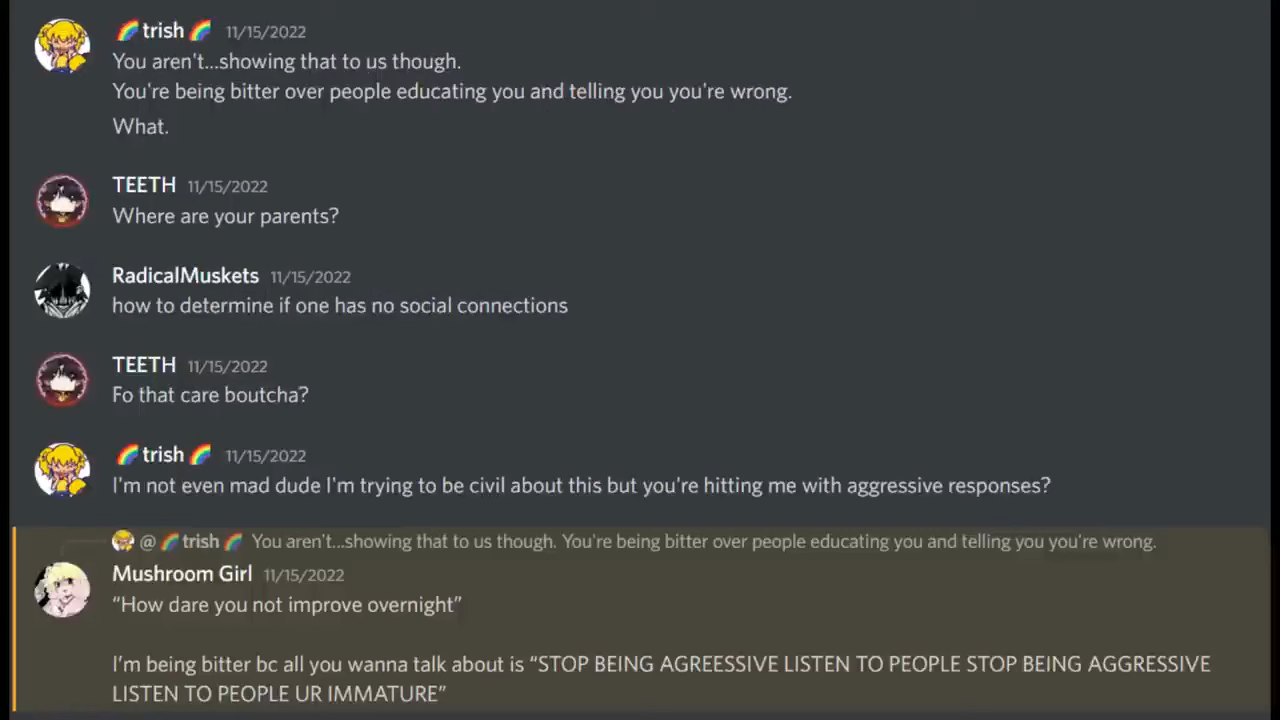 🌈 trish 🌈 11/15/2022
You aren't...showing that to us though.
You're being bitter over people educating you and telling you you're wrong.
What.
TEETH 11/15/2022
Where are your parents?
RadicalMuskets 11/15/2022
how to determine if one has no social connections
TEETH 11/15/2022
Fo that care boutcha?
🌈 trish 🌈 11/15/2022
I'm not even mad dude I'm trying to be civil about this but you're hitting me with aggressive responses?
@ 🌈 trish 🌈 You aren't...showing that to us though. You're being bitter over people educating you and telling you you're wrong.
Mushroom Girl 11/15/2022
“How dare you not improve overnight”
I’m being bitter bc all you wanna talk about is “STOP BEING AGREESSIVE LISTEN TO PEOPLE STOP BEING AGGRESSIVE
LISTEN TO PEOPLE UR IMMATURE”